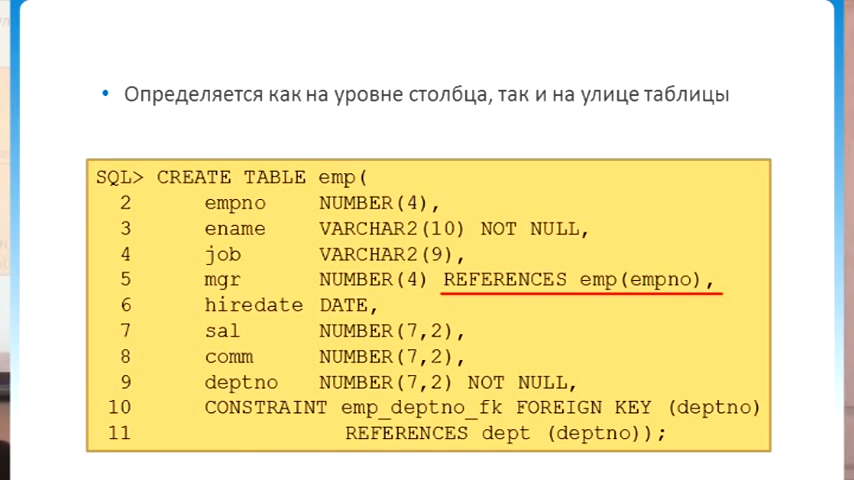 Определяется как на уровне столбца, так и на улице таблицы
SQL> CREATE TABLE emp(
2 empno NUMBER(4),
3 ename VARCHAR2(10) NOT NULL,
4 job VARCHAR2(9),
5 mgr NUMBER(4) REFERENCES emp(empno),
6 hiredate DATE,
7 sal NUMBER(7,2),
8 comm NUMBER(7,2),
9 deptno NUMBER(7,2) NOT NULL,
10 CONSTRAINT emp_deptno_fk FOREIGN KEY (deptno)
11 REFERENCES dept (deptno));